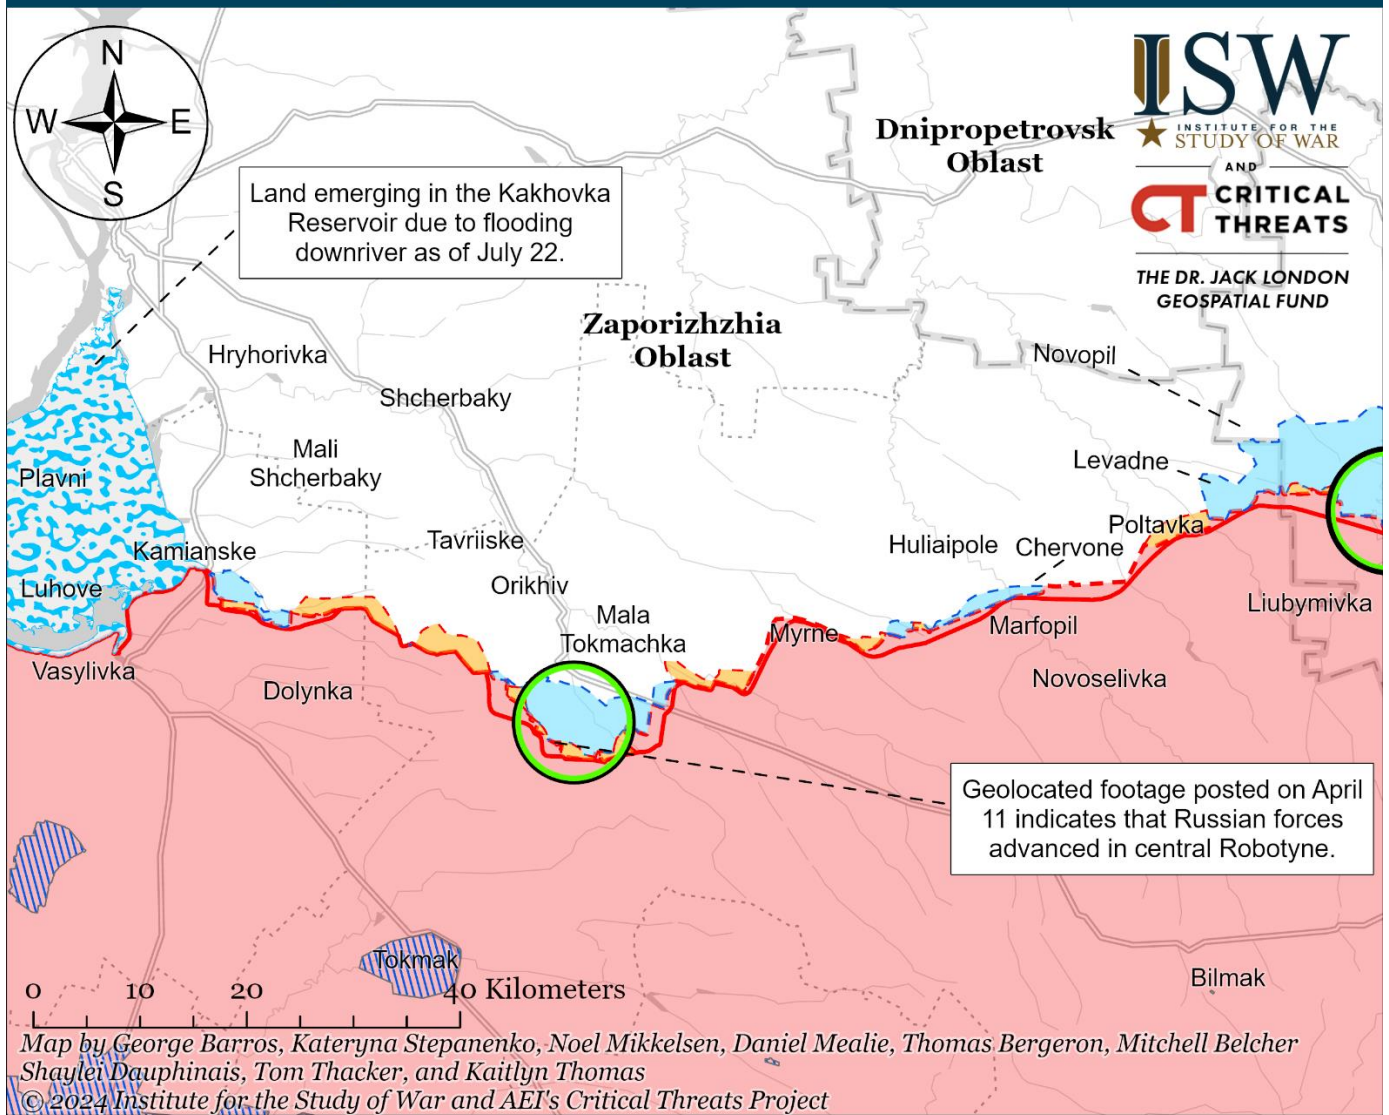 N
W E
S
ISW
INSTITUTE FOR THE
STUDY OF WAR
AND
CT CRITICAL
THREATS
THE DR. JACK LONDON
GEOSPATIAL FUND
Dnipropetrovsk
Oblast
Land emerging in the Kakhovka
Reservoir due to flooding
downriver as of July 22.
Zaporizhzhia
Oblast
Hryhorivka
Novopil
Shcherbaky
Mali
Shcherbaky
Levadne
Plavni
Poltavka
Tavriiske
Huliaipole
Chervone
Kamianske
Orikhiv
Luhove
Mala
Tokmachka
Liubymivka
Myrne
Marfopil
Vasylivka
Dolynka
Novoselivka
Geolocated footage posted on April
11 indicates that Russian forces
advanced in central Robotyne.
Tokmak
Bilmak
0 10 20 40 Kilometers
Map by George Barros, Kateryna Stepanenko, Noel Mikkelsen, Daniel Mealie, Thomas Bergeron, Mitchell Belcher
Shaylei Dauphinais, Tom Thacker, and Kaitlyn Thomas
© 2024 Institute for the Study of War and AEI's Critical Threats Project